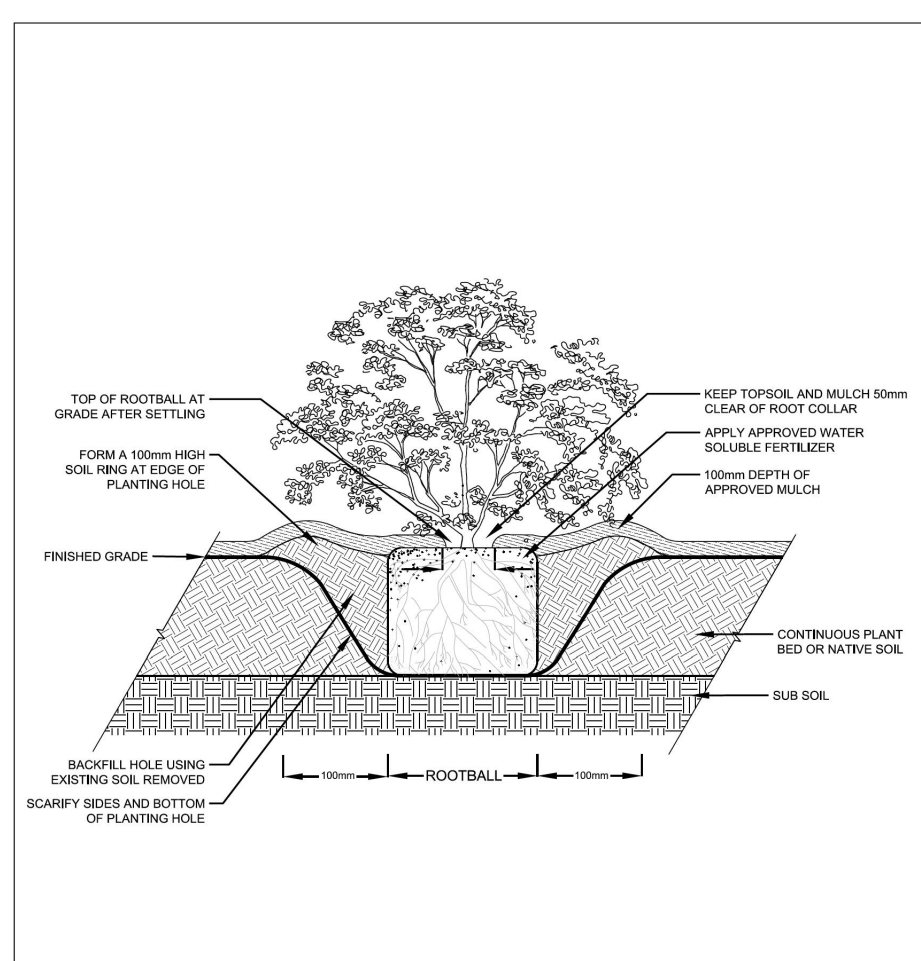 TOP OF ROOTBALL AT
GRADE AFTER SETTLING
FORM A 100mm HIGH
SOIL RING AT EDGE OF
PLANTING HOLE
FINISHED GRADE
BACKFILL HOLE USING
EXISTING SOIL REMOVED
SCARIFY SIDES AND BOTTOM
OF PLANTING HOLE
KEEP TOPSOIL AND MULCH 50mm
CLEAR OF ROOT COLLAR
APPLY APPROVED WATER
SOLUBLE FERTILIZER
100mm DEPTH OF
APPROVED MULCH
CONTINUOUS PLANT
BED OR NATIVE SOIL
SUB SOIL
100mm ROOTBALL 100mm